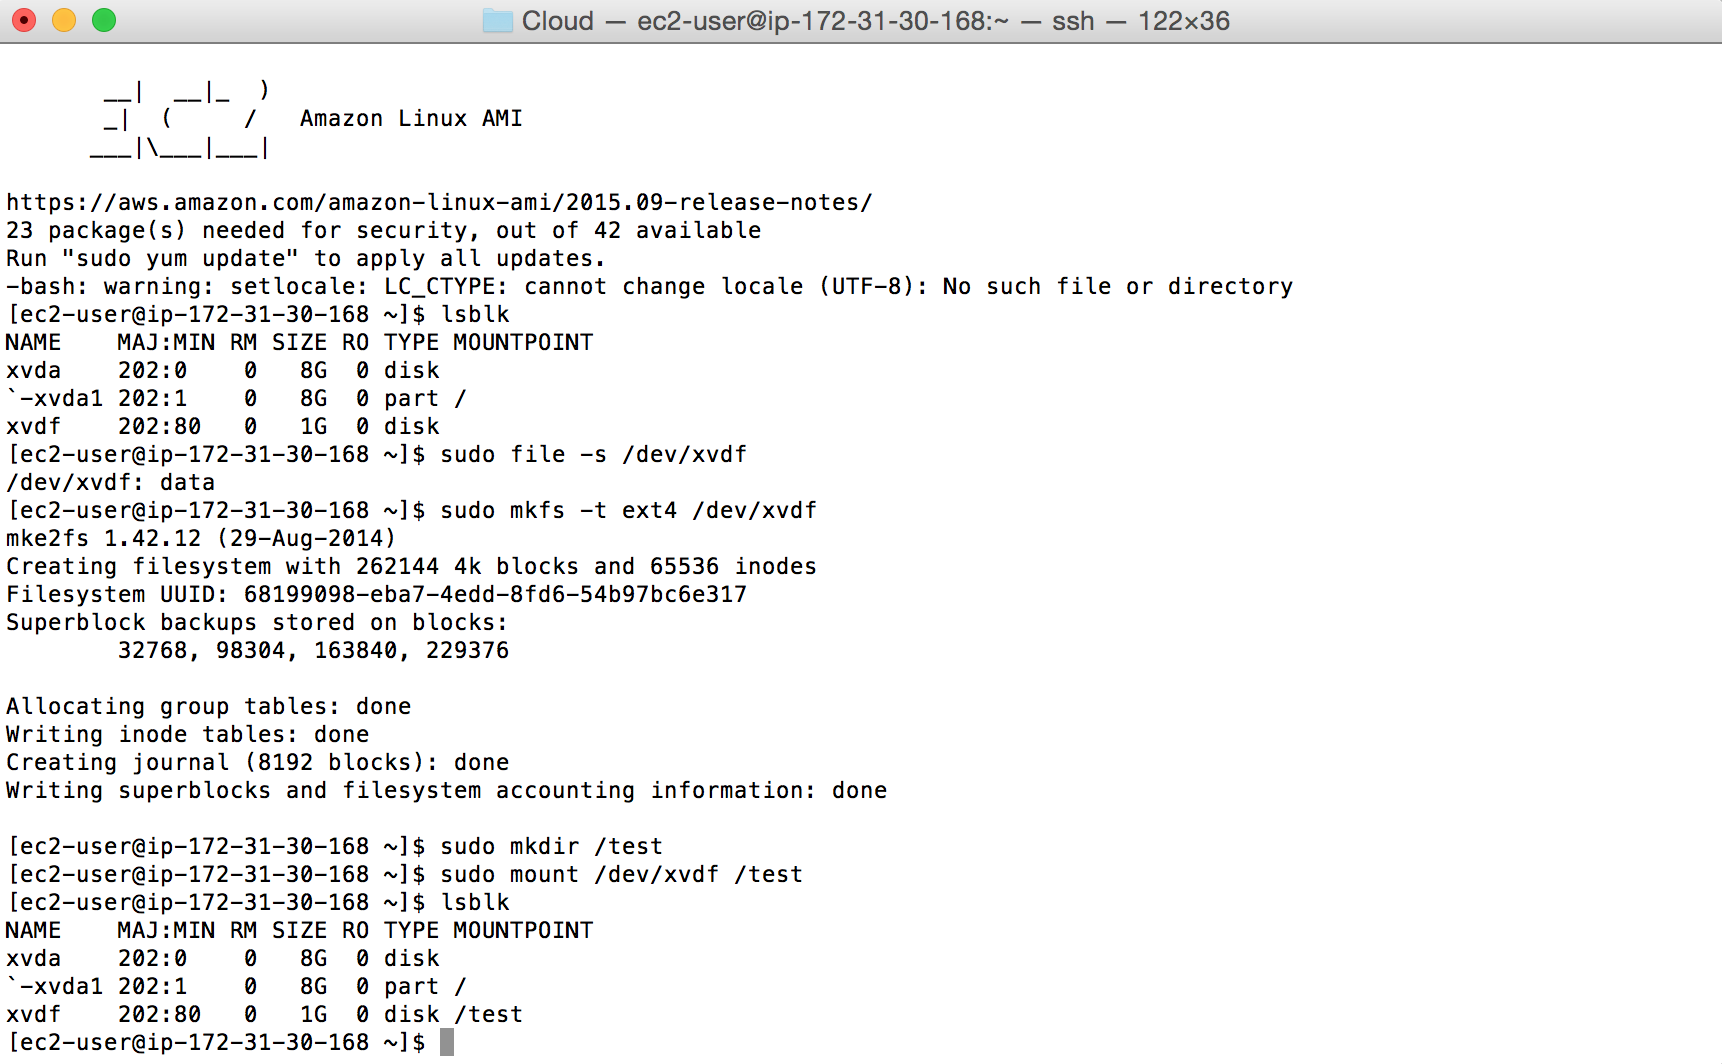 Cloud — ec2-user@ip-172-31-30-168:~ — ssh — 122×36
       __|  __|_  )
       _|  (     /   Amazon Linux AMI
      ___|\___|___|
https://aws.amazon.com/amazon-linux-ami/2015.09-release-notes/
23 package(s) needed for security, out of 42 available
Run "sudo yum update" to apply all updates.
-bash: warning: setlocale: LC_CTYPE: cannot change locale (UTF-8): No such file or directory
[ec2-user@ip-172-31-30-168 ~]$ lsblk
NAME    MAJ:MIN RM SIZE RO TYPE MOUNTPOINT
xvda    202:0    0   8G  0 disk
`-xvda1 202:1    0   8G  0 part /
xvdf    202:80   0   1G  0 disk
[ec2-user@ip-172-31-30-168 ~]$ sudo file -s /dev/xvdf
/dev/xvdf: data
[ec2-user@ip-172-31-30-168 ~]$ sudo mkfs -t ext4 /dev/xvdf
mke2fs 1.42.12 (29-Aug-2014)
Creating filesystem with 262144 4k blocks and 65536 inodes
Filesystem UUID: 68199098-eba7-4edd-8fd6-54b97bc6e317
Superblock backups stored on blocks:
        32768, 98304, 163840, 229376
Allocating group tables: done
Writing inode tables: done
Creating journal (8192 blocks): done
Writing superblocks and filesystem accounting information: done
[ec2-user@ip-172-31-30-168 ~]$ sudo mkdir /test
[ec2-user@ip-172-31-30-168 ~]$ sudo mount /dev/xvdf /test
[ec2-user@ip-172-31-30-168 ~]$ lsblk
NAME    MAJ:MIN RM SIZE RO TYPE MOUNTPOINT
xvda    202:0    0   8G  0 disk
`-xvda1 202:1    0   8G  0 part /
xvdf    202:80   0   1G  0 disk /test
[ec2-user@ip-172-31-30-168 ~]$